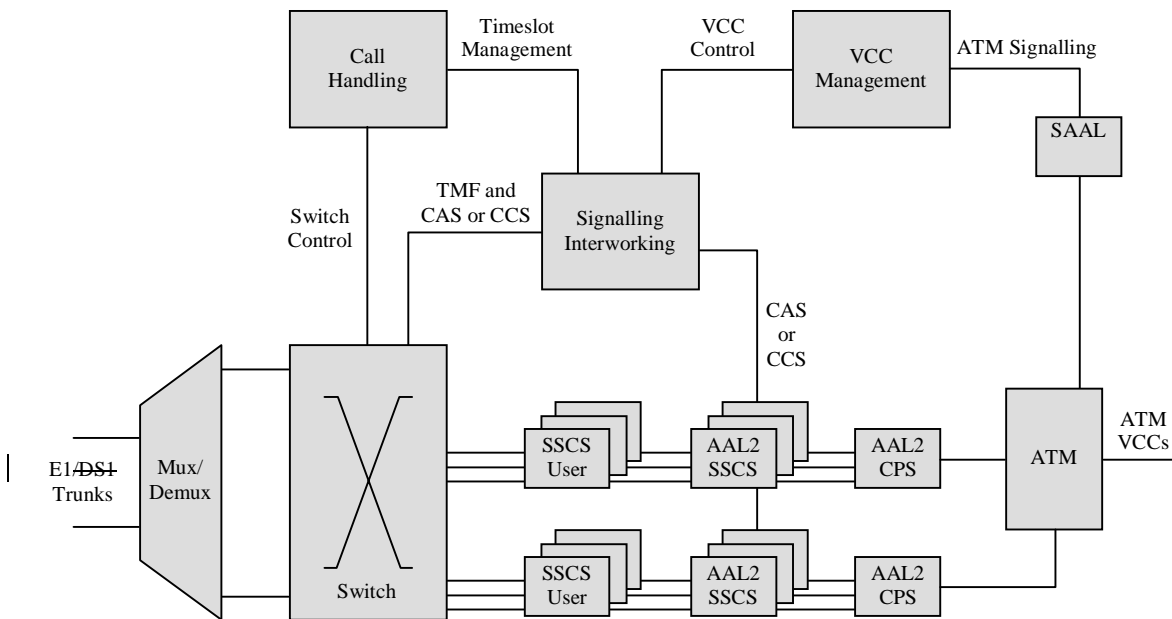 Call
Handling
Timeslot
Management
VCC
Control
VCC
Management
ATM Signalling
SAAL
Switch
Control
TMF and
CAS or CCS
Signalling
Interworking
CAS
or
CCS
E1/DS1
Trunks
Mux/
Demux
Switch
SSCS
User
AAL2
SSCS
AAL2
CPS
ATM
ATM
VCCs
SSCS
User
AAL2
SSCS
AAL2
CPS